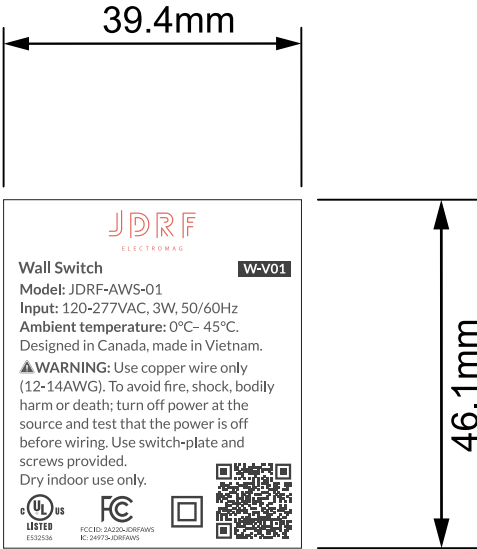 39.4mm
JDRF
ELECTROMAG
Wall Switch W-V01
Model: JDRF-AWS-01
Input: 120-277VAC, 3W, 50/60Hz
Ambient temperature: 0°C– 45°C.
Designed in Canada, made in Vietnam.
WARNING: Use copper wire only
(12-14AWG). To avoid fire, shock, bodily
harm or death; turn off power at the
source and test that the power is off
before wiring. Use switch-plate and
screws provided.
Dry indoor use only.
c UL us
LISTED
E532536
FC
FCC ID: 2A220-JDRFAWS
IC: 24973-JDRFAWS
46.1mm